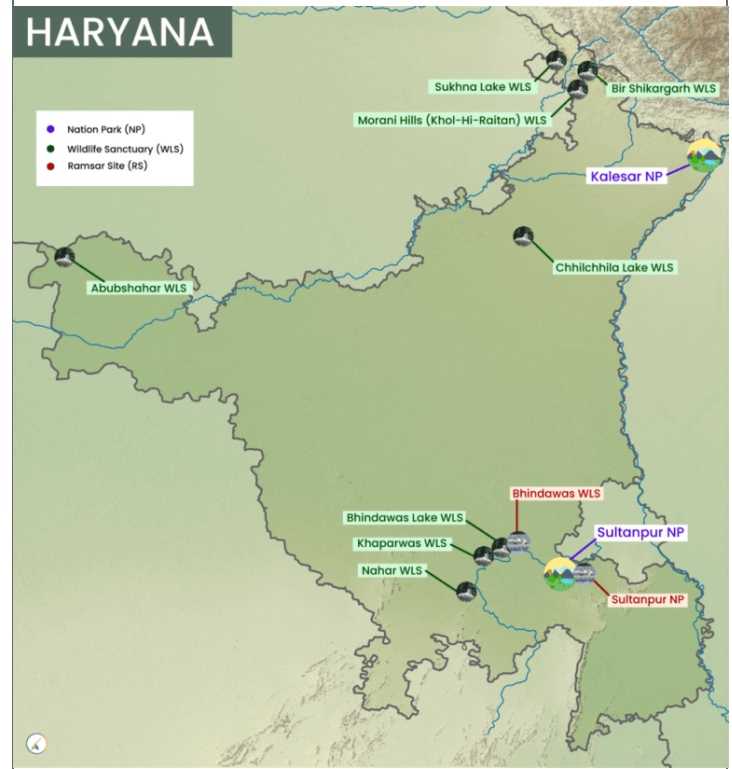 HARYANA
Sukhna Lake WLS
Bir Shikargarh WLS
Morani Hills (Khol-Hi-Raitan) WLS
Nation Park (NP)
Wildlife Sanctuary (WLS)
Ramsar Site (RS)
Kalesar NP
Chhilchhila Lake WLS
Abubshahar WLS
Bhindawas WLS
Bhindawas Lake WLS
Sultanpur NP
Khaparwas WLS
Nahar WLS
Sultanpur NP